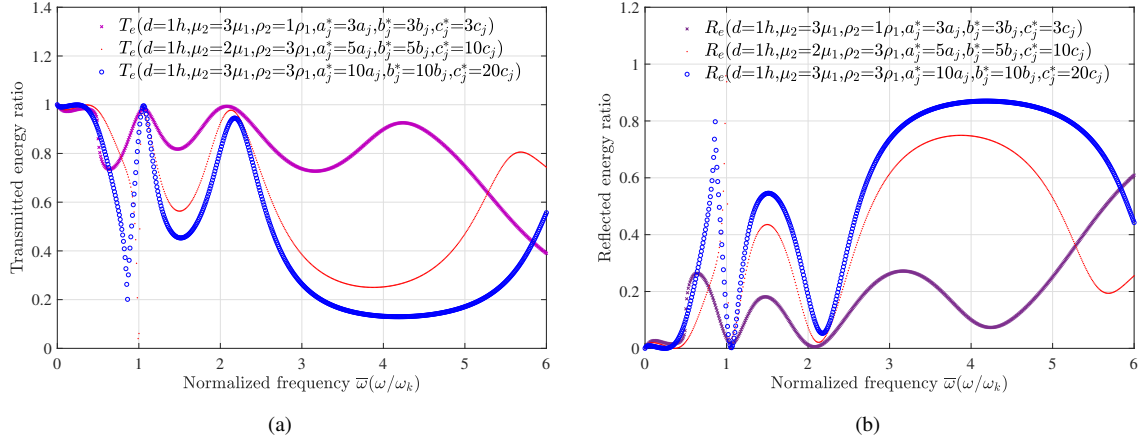 1.4
1.2
1
0.8
0.6
0.4
0.2
0
Transmitted energy ratio
T_e(d=1h,μ_2=3μ_1,ρ_2=1ρ_1,a_j^*=3a_j,b_j^*=3b_j,c_j^*=3c_j)
T_e(d=1h,μ_2=2μ_1,ρ_2=3ρ_1,a_j^*=5a_j,b_j^*=5b_j,c_j^*=10c_j)
T_e(d=1h,μ_2=3μ_1,ρ_2=3ρ_1,a_j^*=10a_j,b_j^*=10b_j,c_j^*=20c_j)
0 1 2 3 4 5 6
Normalized frequency ω̅(ω/ω_k)
(a)
1.2
1
0.8
0.6
0.4
0.2
0
Reflected energy ratio
R_e(d=1h,μ_2=3μ_1,ρ_2=1ρ_1,a_j^*=3a_j,b_j^*=3b_j,c_j^*=3c_j)
R_e(d=1h,μ_2=2μ_1,ρ_2=3ρ_1,a_j^*=5a_j,b_j^*=5b_j,c_j^*=10c_j)
R_e(d=1h,μ_2=3μ_1,ρ_2=3ρ_1,a_j^*=10a_j,b_j^*=10b_j,c_j^*=20c_j)
0 1 2 3 4 5 6
Normalized frequency ω̅(ω/ω_k)
(b)